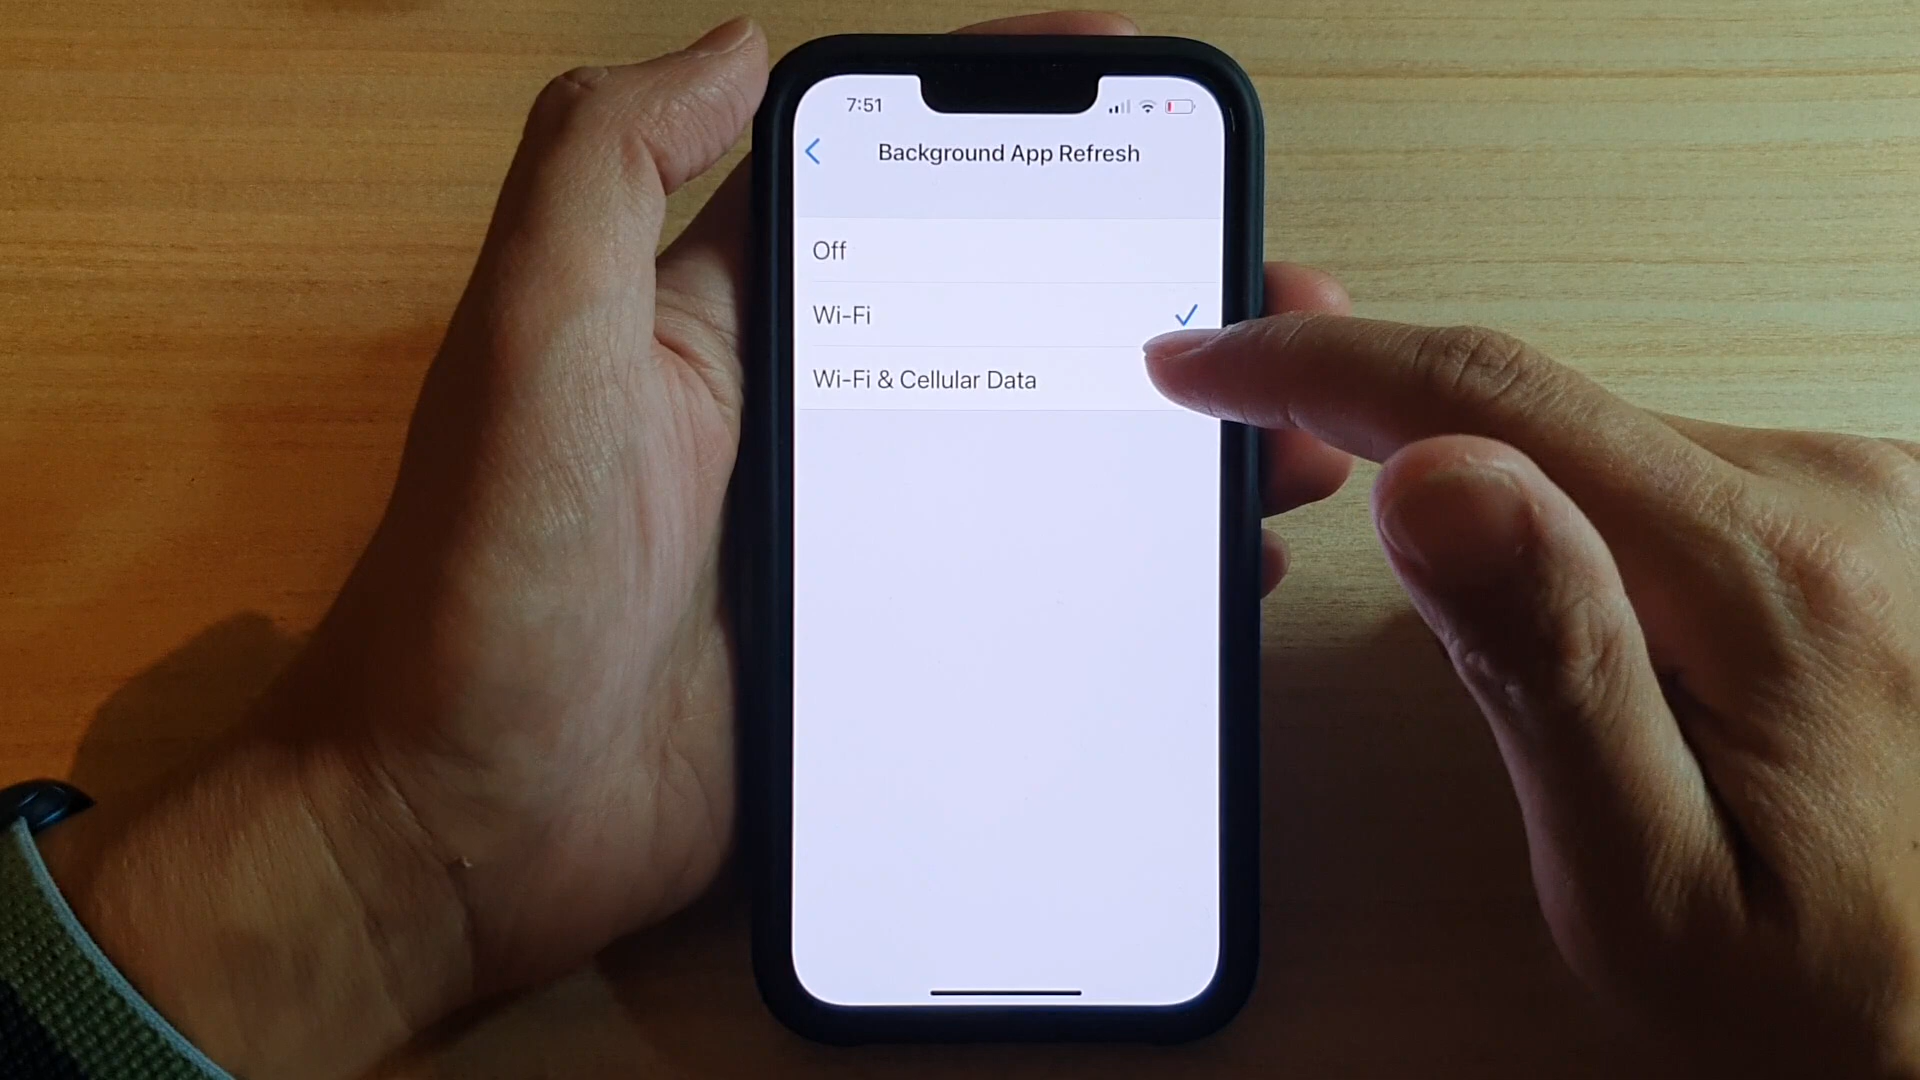 7:51
Background App Refresh
Off
Wi-Fi
Wi-Fi & Cellular Data